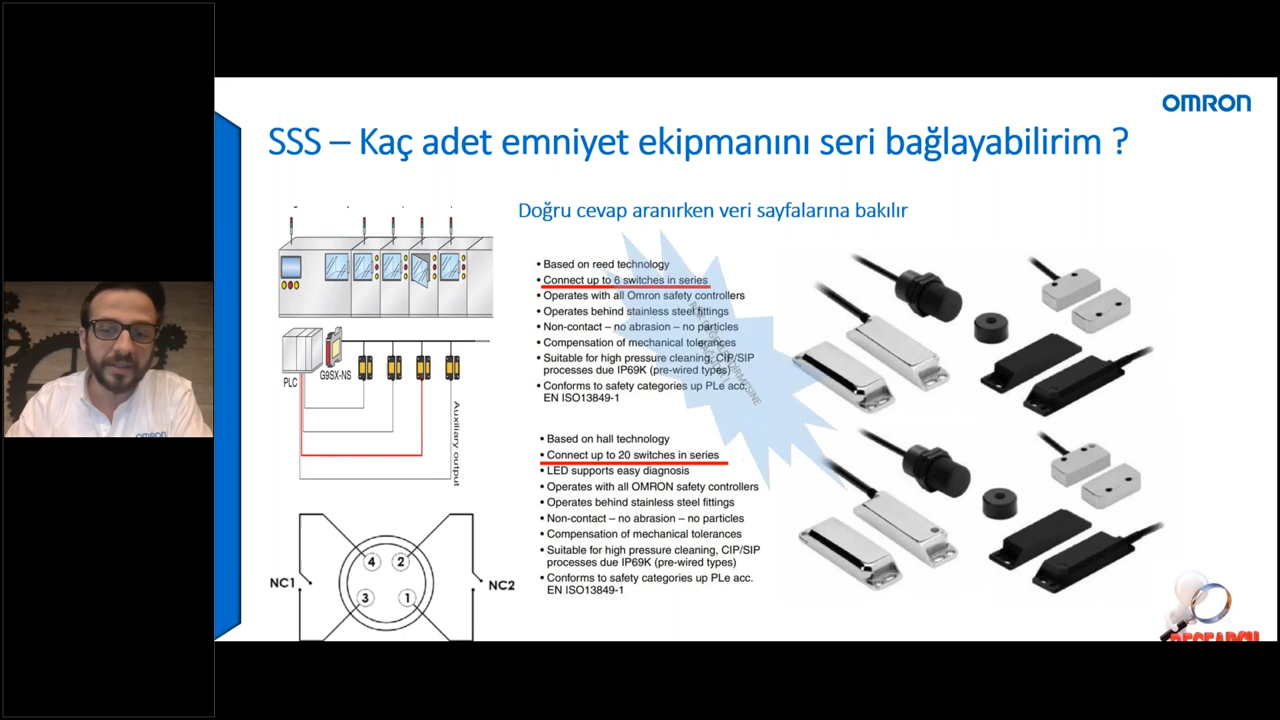 OMRON
SSS – Kaç adet emniyet ekipmanını seri bağlayabilirim ?
Doğru cevap aranırken veri sayfalarına bakılır
• Based on reed technology
• Connect up to 6 switches in series
• Operates with all Omron safety controllers
• Operates behind stainless steel fittings
• Non-contact – no abrasion – no particles
• Compensation of mechanical tolerances
• Suitable for high pressure cleaning, CIP/SIP
processes due IP69K (pre-wired types)
• Conforms to safety categories up PLe acc.
EN ISO13849-1
PLC
G9SX-NS
Auxiliary output
• Based on hall technology
• Connect up to 20 switches in series
• LED supports easy diagnosis
• Operates with all OMRON safety controllers
• Operates behind stainless steel fittings
• Non-contact – no abrasion – no particles
• Compensation of mechanical tolerances
• Suitable for high pressure cleaning, CIP/SIP
processes due IP69K (pre-wired types)
• Conforms to safety categories up PLe acc.
EN ISO13849-1
NC1
4
2
3
1
NC2
OMRON
RESEARCH